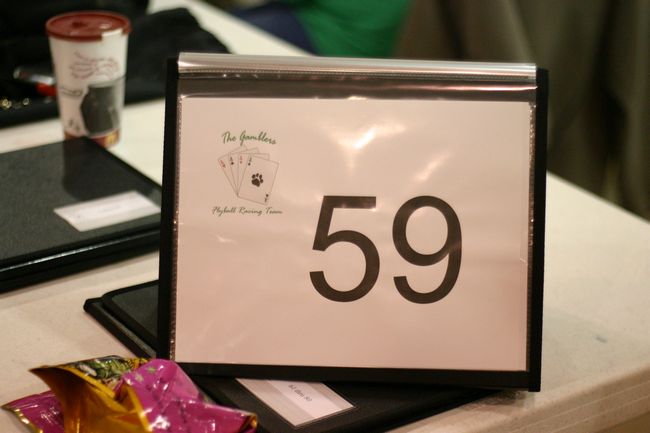 The Gamblers
Flyball Racing Team
59